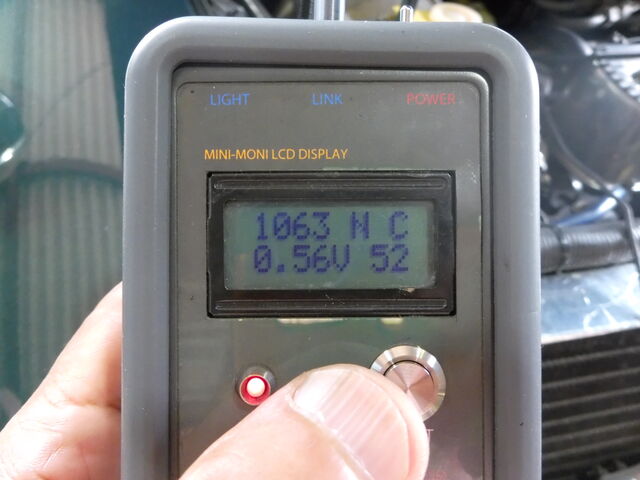 LIGHT LINK POWER
MINI-MONI LCD DISPLAY
1063 N C
0.56V 52